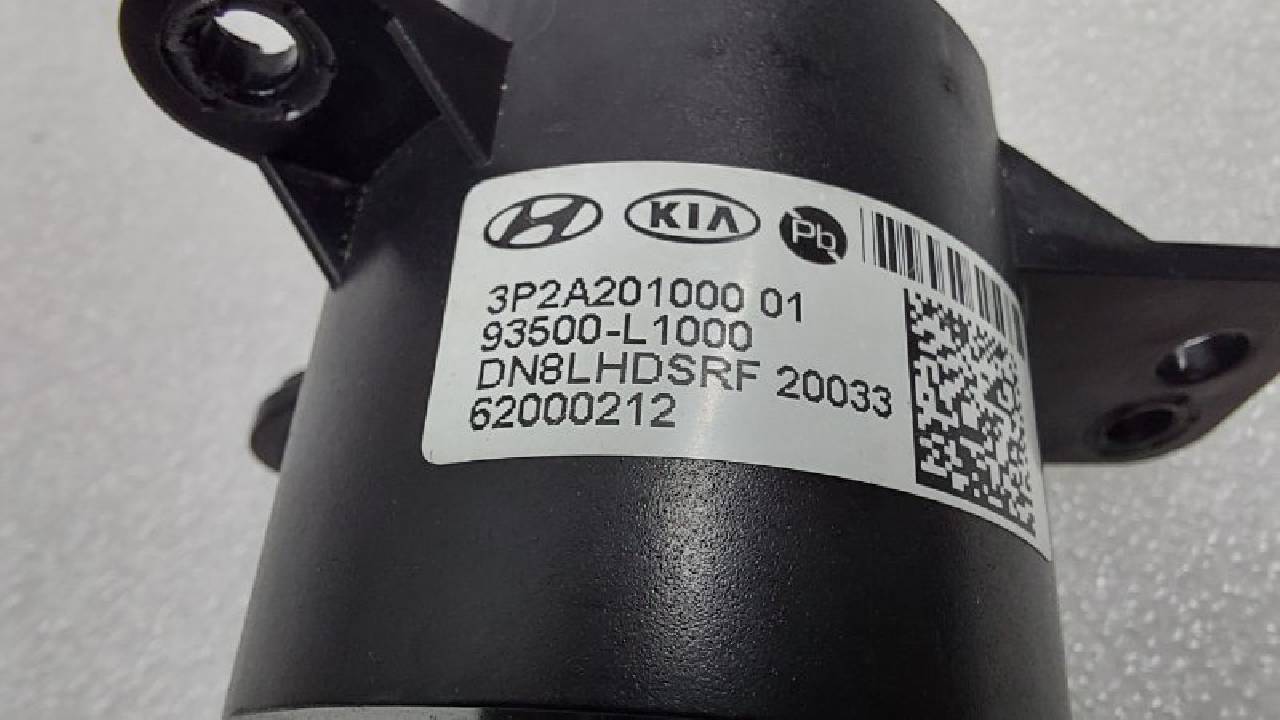 KIA Pb
3P2A201000 01
93500-L1000
DN8LHDSRF 20033
62000212